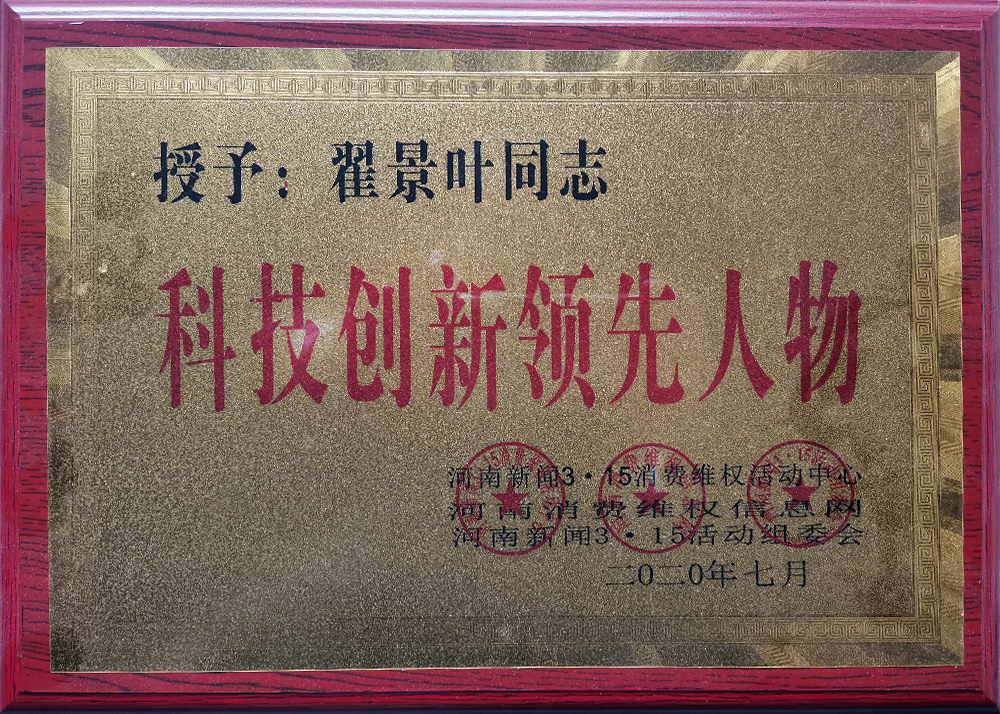 授予：翟景叶同志
科技创新领先人物
河南新闻3·15消费维权活动中心
河南消费维权信息网
河南新闻3·15活动组委会
二〇二〇年七月